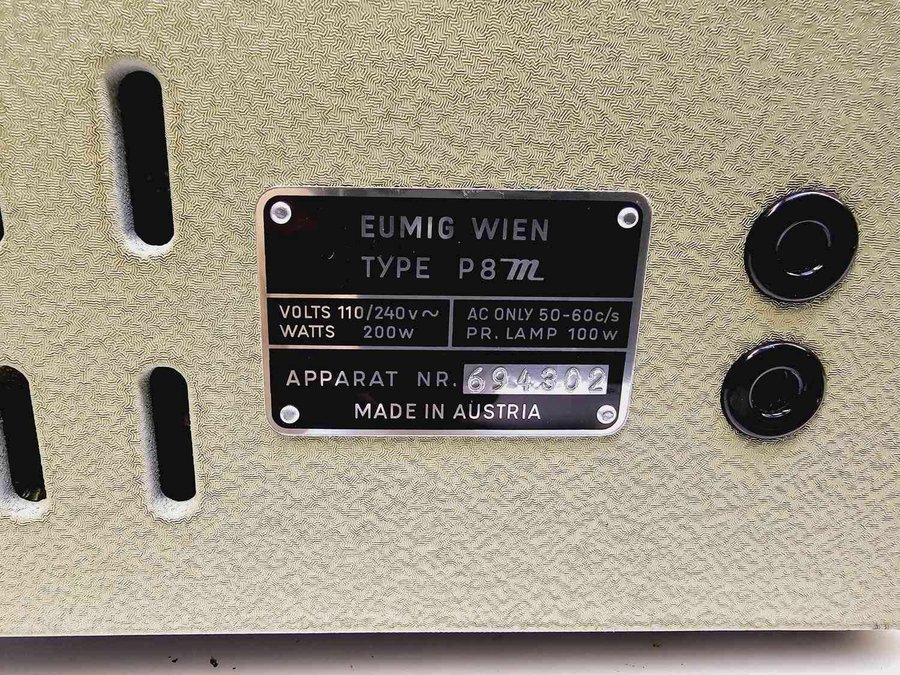 EUMIG WIEN
TYPE P8m
VOLTS 110/240v~
WATTS 200W
AC ONLY 50-60c/s
PR. LAMP 100W
APPARAT NR. 694302
MADE IN AUSTRIA